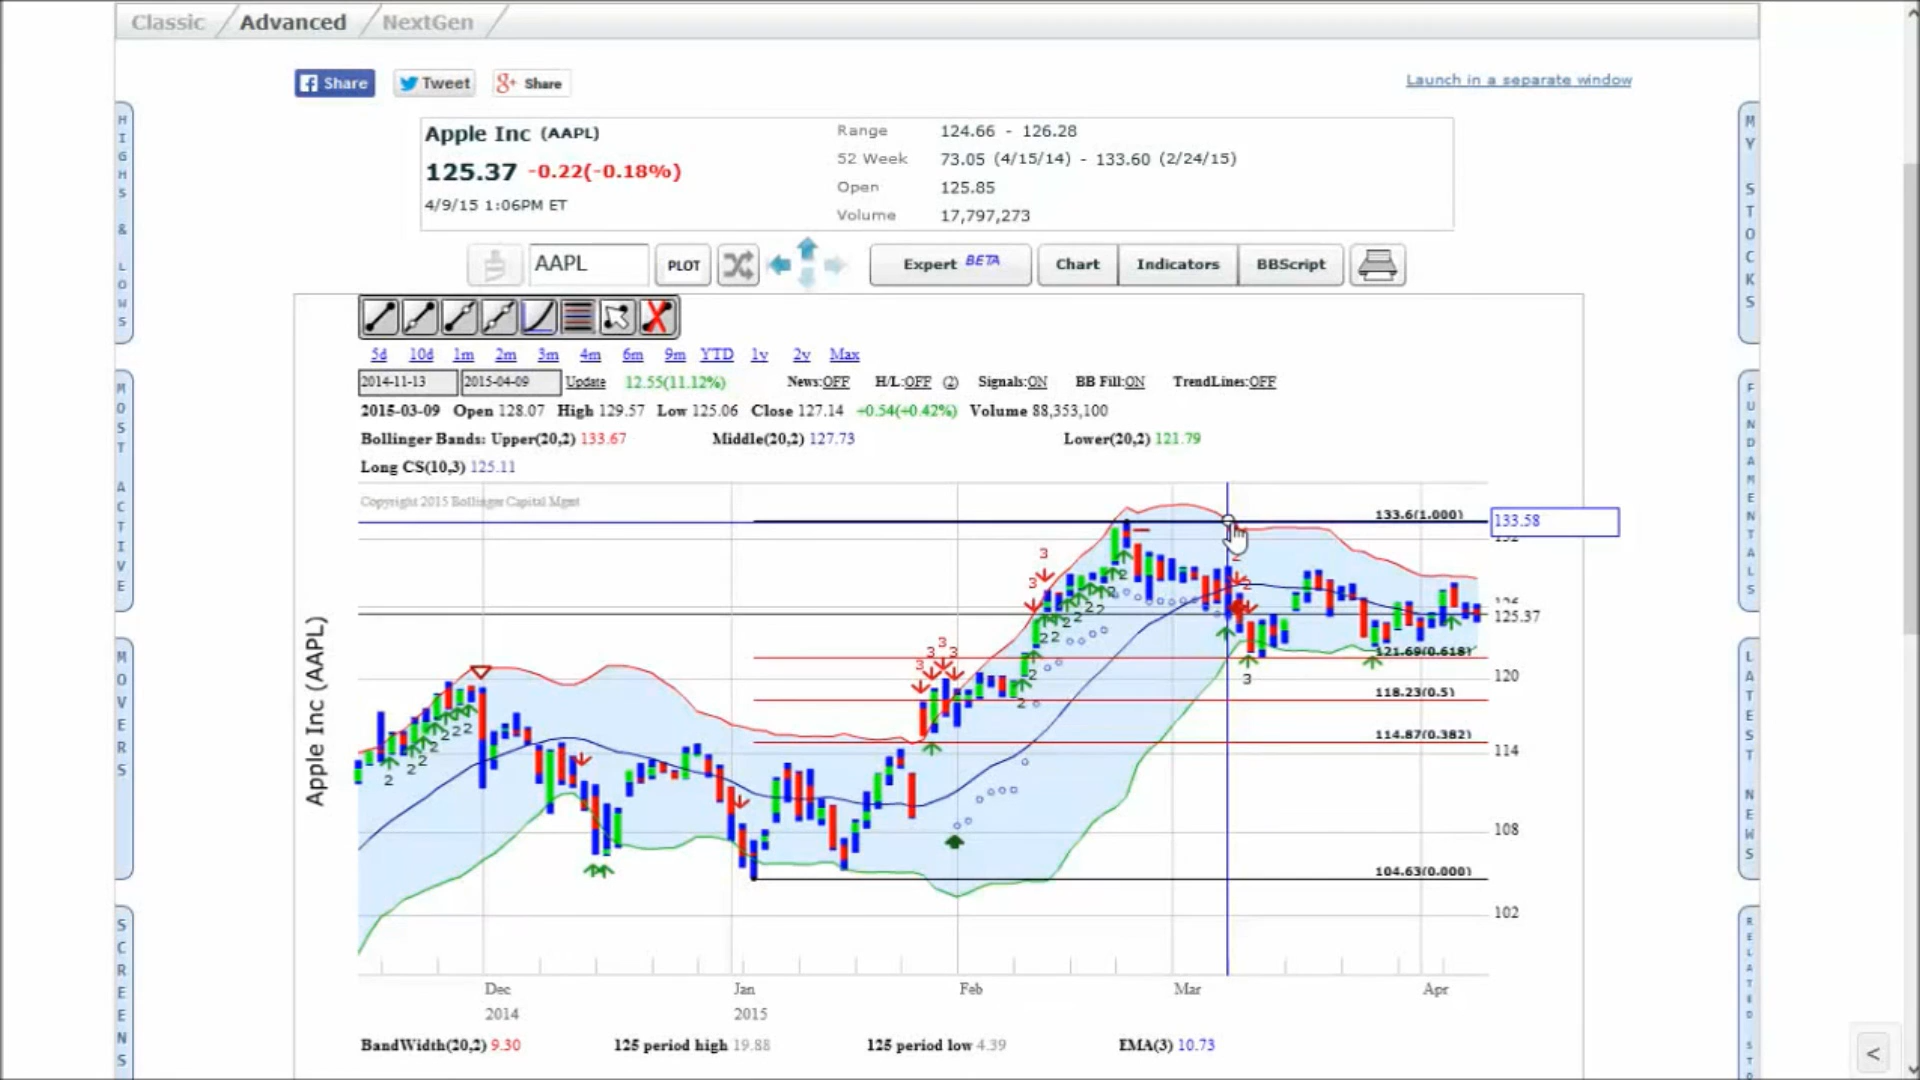 Classic Advanced NextGen
Share Tweet g+ Share Launch in a separate window
Apple Inc (AAPL)
125.37 -0.22(-0.18%)
4/9/15 1:06PM ET
Range 124.66 - 126.28
52 Week 73.05 (4/15/14) - 133.60 (2/24/15)
Open 125.85
Volume 17,797,273
AAPL PLOT Expert BETA Chart Indicators BBScript
5d 10d 1m 2m 3m 4m 6m 9m YTD 1y 2y Max
2014-11-13 2015-04-09 Update 12.55(11.12%) News:OFF H/L:OFF (2) Signals:ON BB Fill:ON TrendLines:OFF
2015-03-09 Open 128.07 High 129.57 Low 125.06 Close 127.14 +0.54(+0.42%) Volume 88,353,100
Bollinger Bands: Upper(20,2) 133.67 Middle(20,2) 127.73 Lower(20,2) 121.79
Long CS(10,3) 125.11
Copyright 2015 Bollinger Capital Mgmt
133.6(1.000)
133.58
125.37
121.69(0.618)
120
118.23(0.5)
114.87(0.382)
114
108
104.63(0.000)
102
Apple Inc (AAPL)
Dec Jan Feb Mar Apr
2014 2015
BandWidth(20,2) 9.30 125 period high 19.88 125 period low 4.39 EMA(3) 10.73
HIGHS & LOWS
MOST ACTIVE
MOVERS
SCREENS
MY STOCKS
FUNDAMENTALS
LATEST NEWS
RELATED STO
<